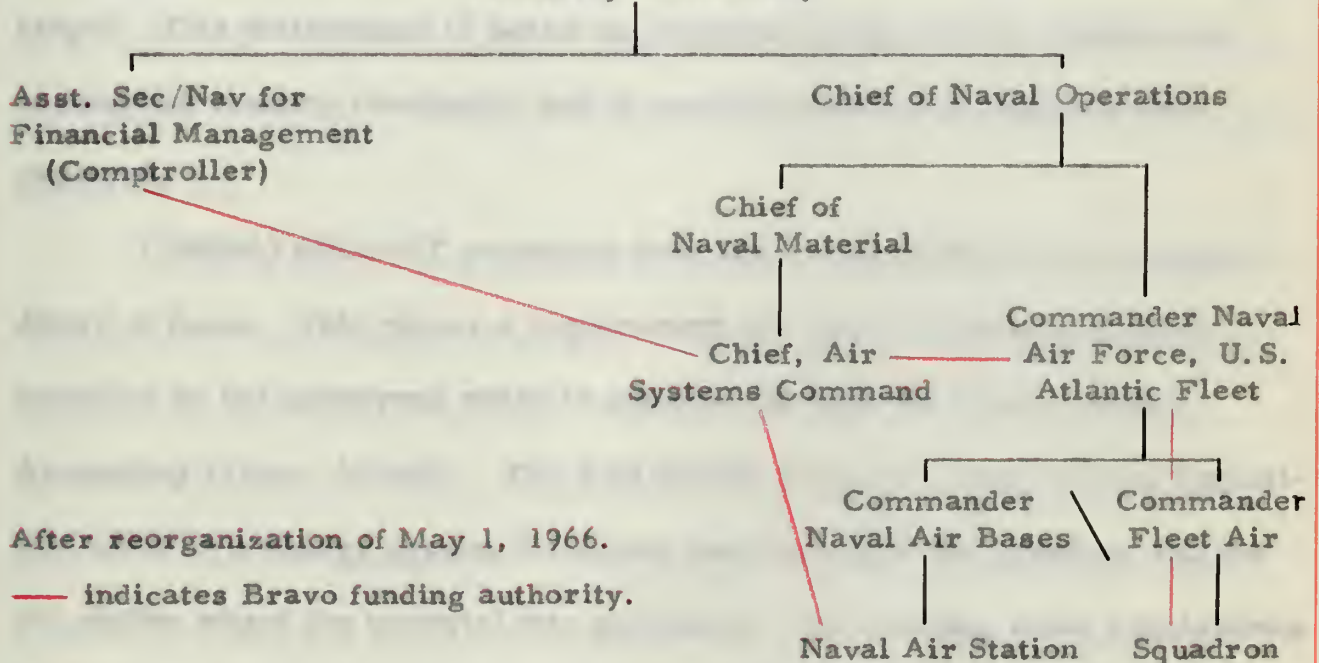 Asst. Sec/Nav for
Financial Management
(Comptroller)
Chief of Naval Operations
Chief of
Naval Material
Chief, Air
Systems Command
Commander Naval
Air Force, U.S.
Atlantic Fleet
Commander
Naval Air Bases
Commander
Fleet Air
After reorganization of May 1, 1966.
— indicates Bravo funding authority.
Naval Air Station
Squadron